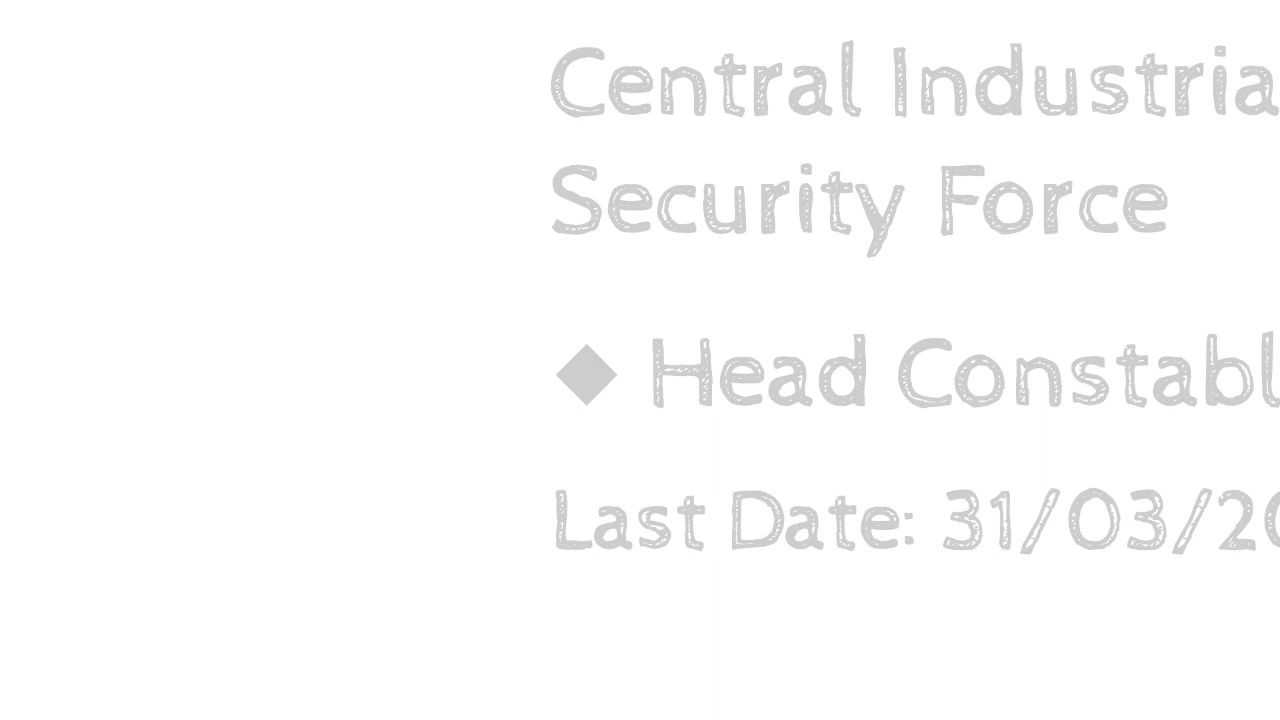 Central Industria
Security Force
◆ Head Constabl
Last Date: 31/03/20